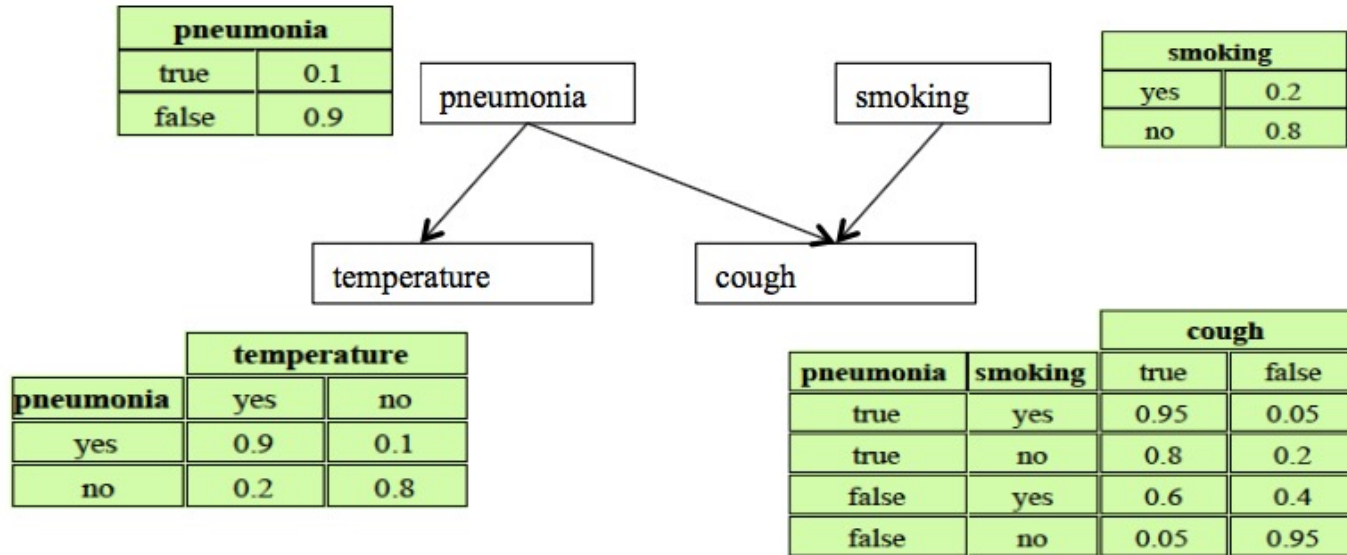 pneumonia
true 0.1
false 0.9
pneumonia
smoking
smoking
yes 0.2
no 0.8
temperature
cough
temperature
pneumonia yes no
yes 0.9 0.1
no 0.2 0.8
cough
pneumonia smoking true false
true yes 0.95 0.05
true no 0.8 0.2
false yes 0.6 0.4
false no 0.05 0.95